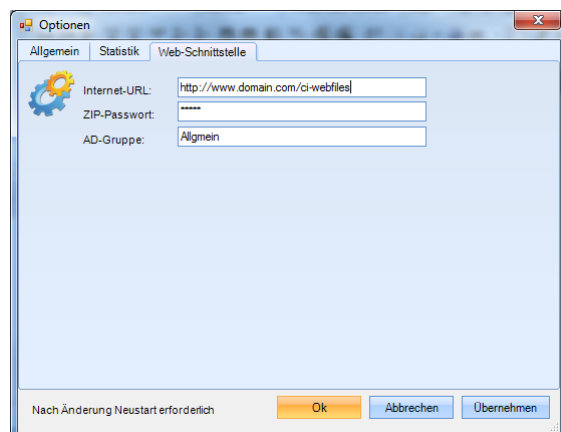 Optionen
Allgemein Statistik Web-Schnittstelle
Internet-URL: http://www.domain.com/ci-webfiles
ZIP-Passwort: *****
AD-Gruppe: Allgmein
Nach Änderung Neustart erforderlich Ok Abbrechen Übernehmen